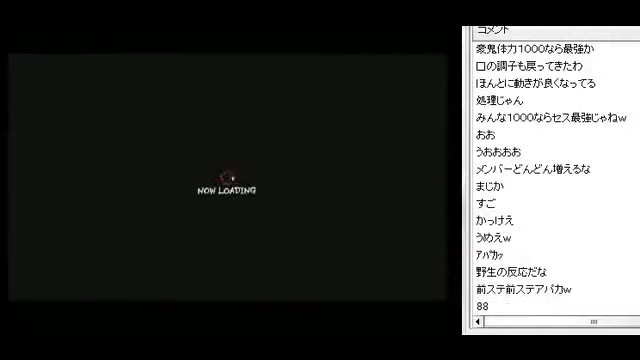 コメント
変鬼体力1000なら最強か
口の調子も戻ってきたわ
ほんとに動きが良くなってる
処理じゃん
みんな1000ならセス最強じゃねw
おお
うおおおお
メンバーどんどん増えるな
まじか
すご
かっけえ
うめえw
アパカッ
野生の反応だな
前ステ前ステアパカw
88
NOW LOADING